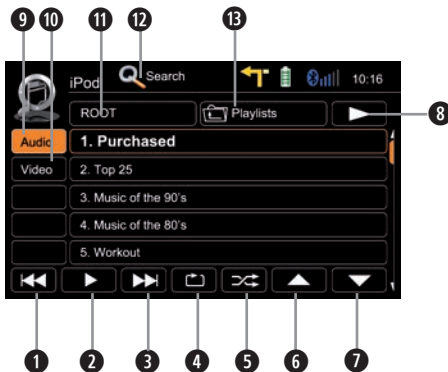 9 10 11 12 13
iPod Search 10:16
ROOT Playlists 8
Audio 1. Purchased
Video 2. Top 25
3. Music of the 90's
4. Music of the 80's
5. Workout
1 2 3 4 5 6 7